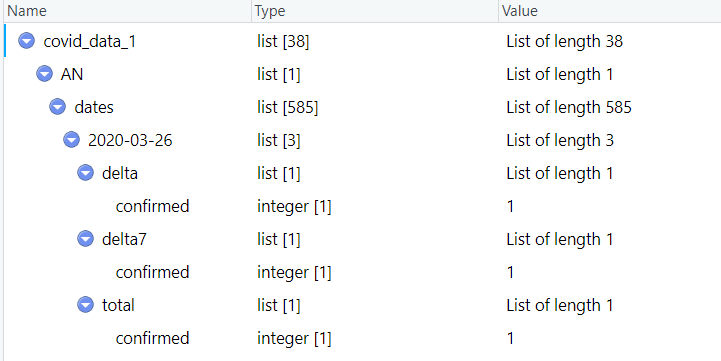 Name Type Value
covid_data_1 list [38] List of length 38
AN list [1] List of length 1
dates list [585] List of length 585
2020-03-26 list [3] List of length 3
delta list [1] List of length 1
confirmed integer [1] 1
delta7 list [1] List of length 1
confirmed integer [1] 1
total list [1] List of length 1
confirmed integer [1] 1